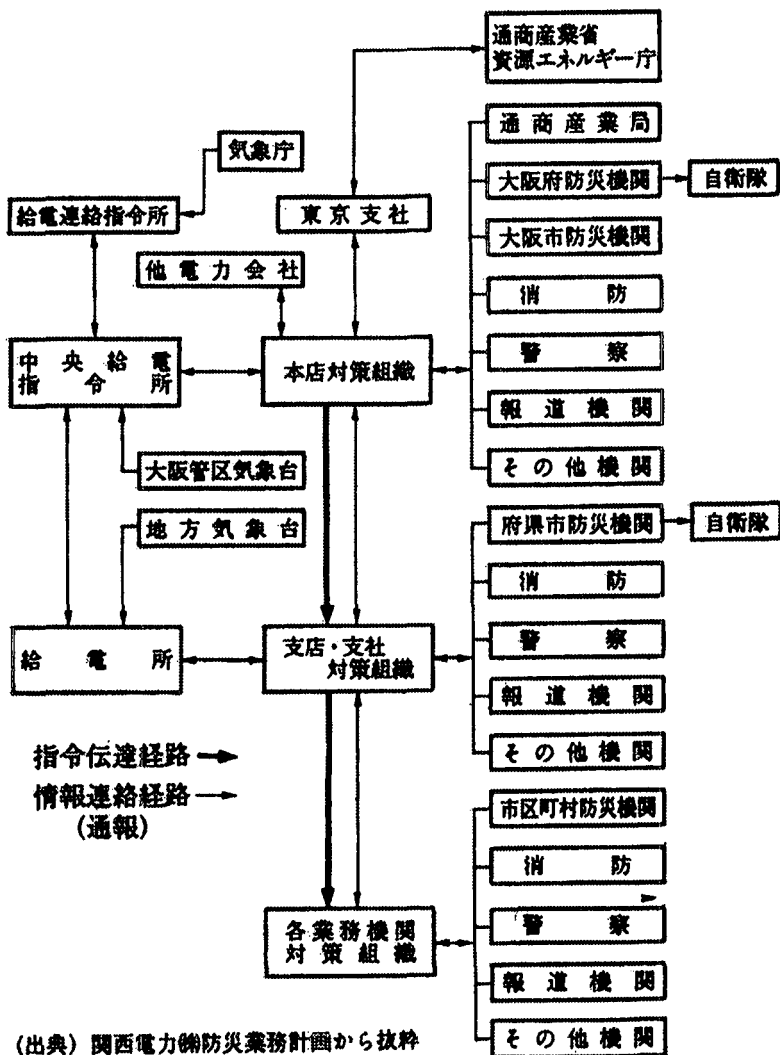 通商産業省
資源エネルギー庁
通商産業局
気象庁
大阪府防災機関
自衛隊
給電連絡指令所
東京支社
大阪市防災機関
他電力会社
消防
中央給電
指令所
本店対策組織
警察
報道機関
大阪管区気象台
その他機関
地方気象台
府県市防災機関
自衛隊
消防
給電所
支店・支社
対策組織
警察
報道機関
指令伝達経路
その他機関
情報連絡経路
(通報)
市区町村防災機関
消防
各業務機関
対策組織
警察
報道機関
その他機関
(出典) 関西電力㈱防災業務計画から抜粋